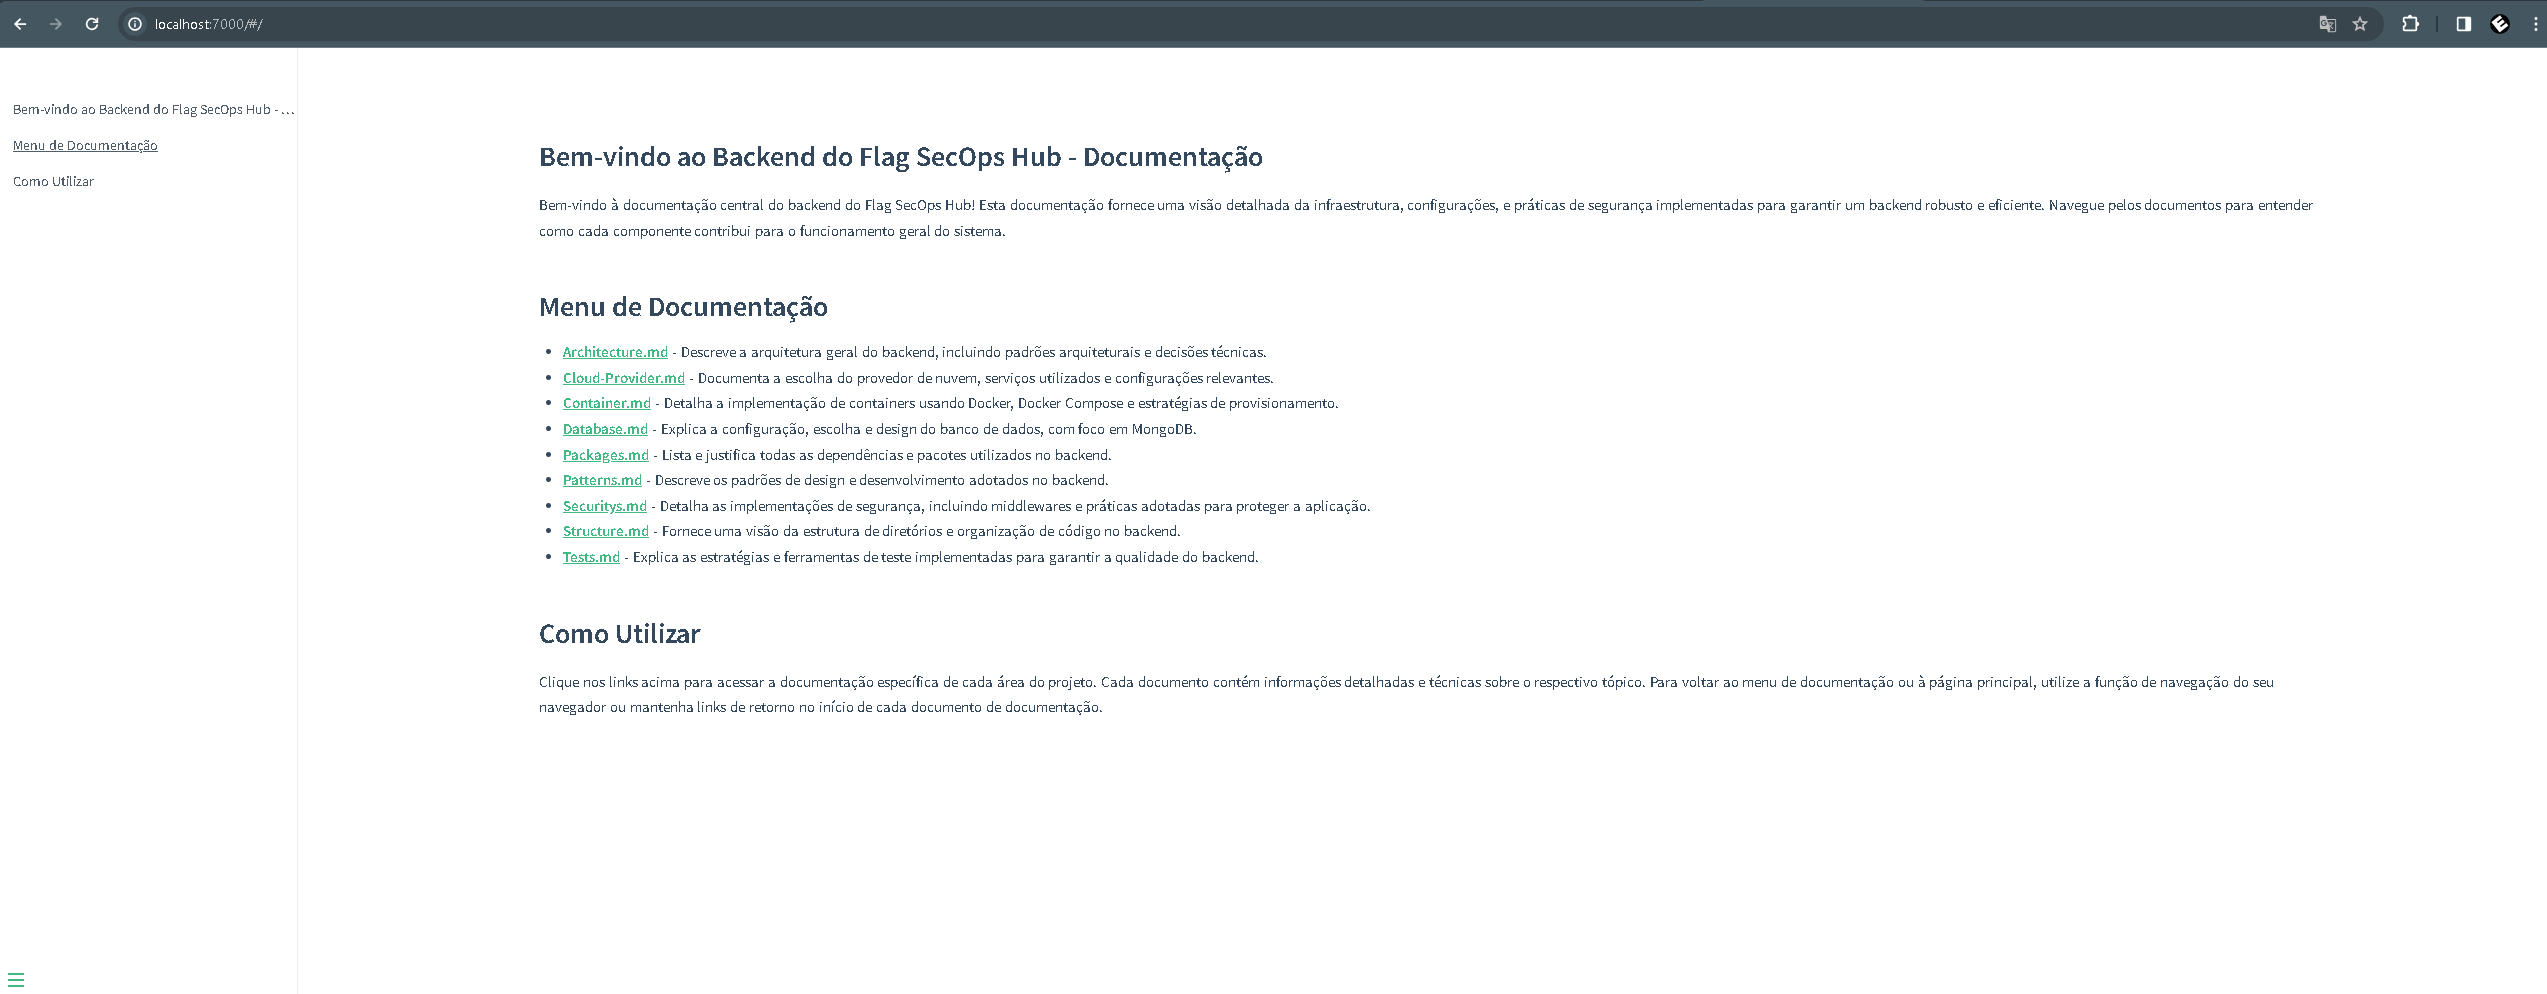 localhost:7000/#/
Bem-vindo ao Backend do Flag SecOps Hub - ...
Menu de Documentação
Como Utilizar
Bem-vindo ao Backend do Flag SecOps Hub - Documentação
Bem-vindo à documentação central do backend do Flag SecOps Hub! Esta documentação fornece uma visão detalhada da infraestrutura, configurações, e práticas de segurança implementadas para garantir um backend robusto e eficiente. Navegue pelos documentos para entender
como cada componente contribui para o funcionamento geral do sistema.
Menu de Documentação
• Architecture.md - Descreve a arquitetura geral do backend, incluindo padrões arquiteturais e decisões técnicas.
• Cloud-Provider.md - Documenta a escolha do provedor de nuvem, serviços utilizados e configurações relevantes.
• Container.md - Detalha a implementação de containers usando Docker, Docker Compose e estratégias de provisionamento.
• Database.md - Explica a configuração, escolha e design do banco de dados, com foco em MongoDB.
• Packages.md - Lista e justifica todas as dependências e pacotes utilizados no backend.
• Patterns.md - Descreve os padrões de design e desenvolvimento adotados no backend.
• Securitys.md - Detalha as implementações de segurança, incluindo middlewares e práticas adotadas para proteger a aplicação.
• Structure.md - Fornece uma visão da estrutura de diretórios e organização de código no backend.
• Tests.md - Explica as estratégias e ferramentas de teste implementadas para garantir a qualidade do backend.
Como Utilizar
Clique nos links acima para acessar a documentação específica de cada área do projeto. Cada documento contém informações detalhadas e técnicas sobre o respectivo tópico. Para voltar ao menu de documentação ou à página principal, utilize a função de navegação do seu
navegador ou mantenha links de retorno no início de cada documento de documentação.